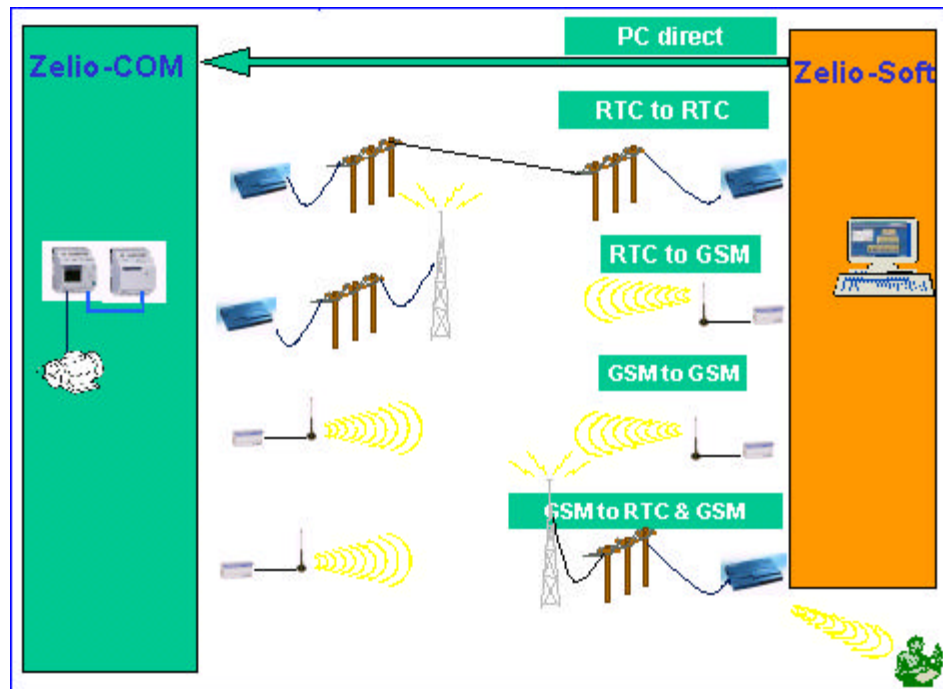 PC direct
Zelio-COM
Zelio-Soft
RTC to RTC
RTC to GSM
GSM to GSM
GSM to RTC & GSM